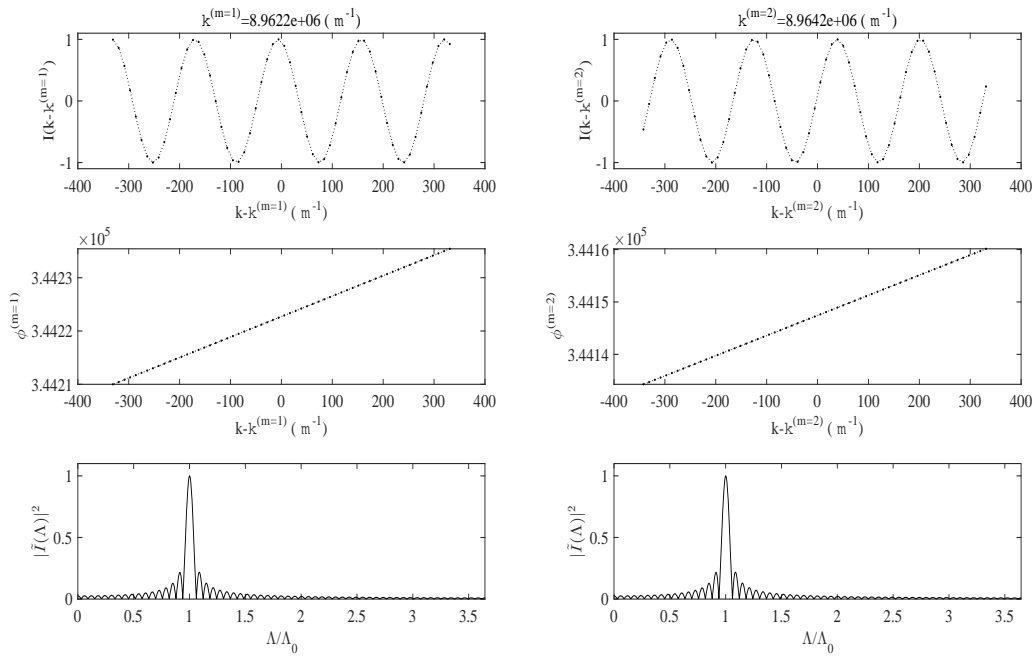 k^(m=1)=8.9622e+06 ( m^-1)
1
0
-1
I(k-k^(m=1))
-400 -300 -200 -100 0 100 200 300 400
k-k^(m=1) ( m^-1)
k^(m=2)=8.9642e+06 ( m^-1)
1
0
-1
I(k-k^(m=2))
-400 -300 -200 -100 0 100 200 300 400
k-k^(m=2) ( m^-1)
×10^5
3.4423
3.4422
3.4421
ϕ^(m=1)
-400 -300 -200 -100 0 100 200 300 400
k-k^(m=1) ( m^-1)
×10^5
3.4416
3.4415
3.4414
ϕ^(m=2)
-400 -300 -200 -100 0 100 200 300 400
k-k^(m=2) ( m^-1)
1
0.5
0
|Ĩ(Λ)|^2
0 0.5 1 1.5 2 2.5 3 3.5
Λ/Λ_0
1
0.5
0
|Ĩ(Λ)|^2
0 0.5 1 1.5 2 2.5 3 3.5
Λ/Λ_0